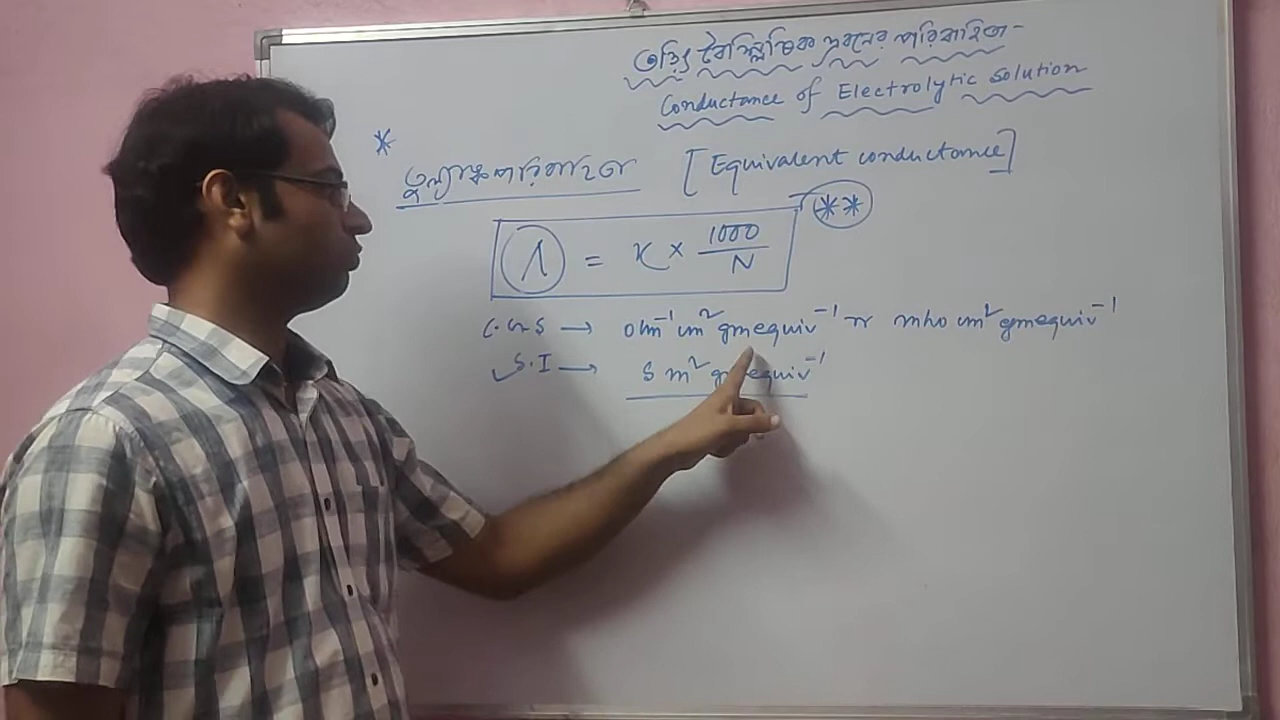 তড়িৎ বৈশ্লেষিক দ্রবনের পরিবাহিতা-
Conductance of Electrolytic Solution
* তুল্যাঙ্ক পরিবাহিতা [Equivalent conductance]
Λ = κ × 1000/N **
C.G.S → ohm⁻¹ cm² gmequiv⁻¹ or mho cm² gmequiv⁻¹
✓S.I → S m² gmequiv⁻¹